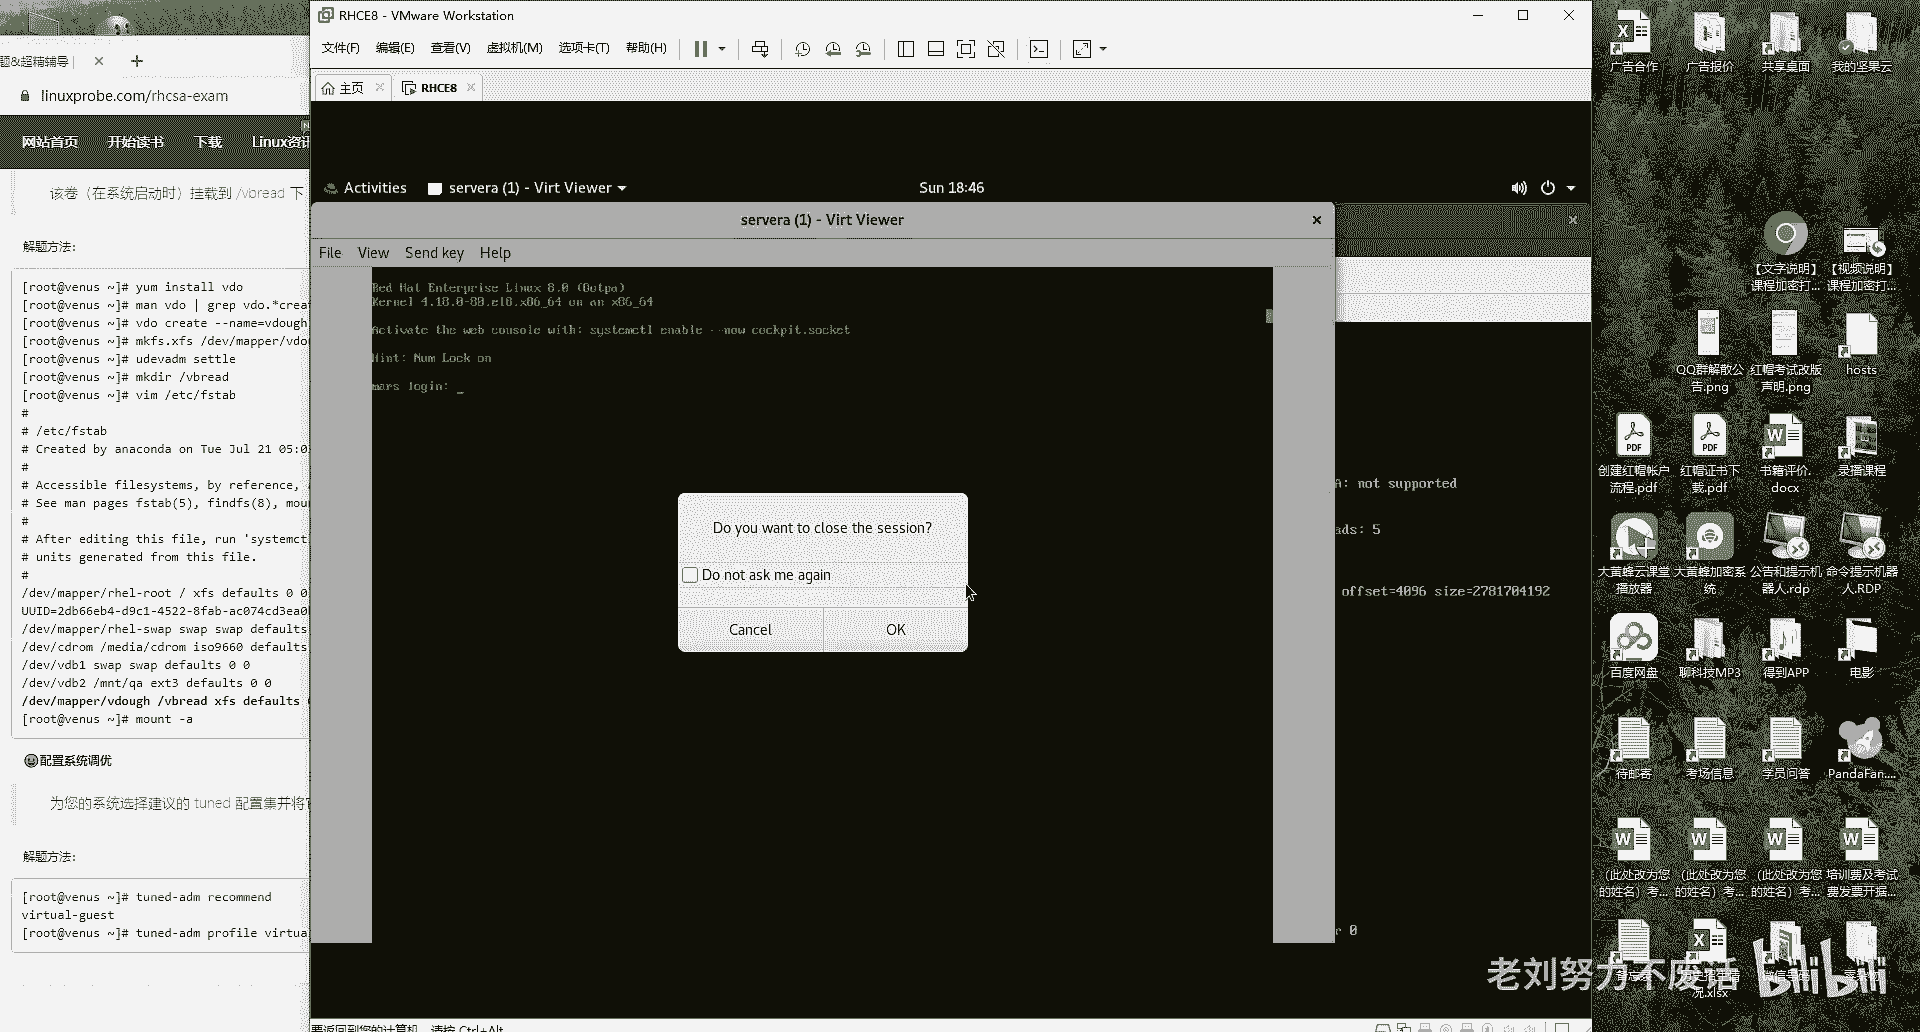 题&超精辅导 |
linuxprobe.com/rhcsa-exam
网站首页 开始读书 下载 Linux资讯
该卷（在系统启动时）挂载到 /vbread 下
解题方法:
[root@venus ~]# yum install vdo
[root@venus ~]# man vdo | grep vdo.*creat
[root@venus ~]# vdo create --name=vdough
[root@venus ~]# mkfs.xfs /dev/mapper/vdo
[root@venus ~]# udevadm settle
[root@venus ~]# mkdir /vbread
[root@venus ~]# vim /etc/fstab
#
# /etc/fstab
# Created by anaconda on Tue Jul 21 05:0
#
# Accessible filesystems, by reference,
# See man pages fstab(5), findfs(8), mou
#
# After editing this file, run 'systemct
# units generated from this file.
#
/dev/mapper/rhel-root / xfs defaults 0 0
UUID=2db66eb4-d9c1-4522-8fab-ac074cd3ea0
/dev/mapper/rhel-swap swap swap defaults
/dev/cdrom /media/cdrom iso9660 defaults
/dev/vdb1 swap swap defaults 0 0
/dev/vdb2 /mnt/qa ext3 defaults 0 0
/dev/mapper/vdough /vbread xfs defaults
[root@venus ~]# mount -a
配置系统调优
为您的系统选择建议的 tuned 配置集并将
解题方法:
[root@venus ~]# tuned-adm recommend
virtual-guest
[root@venus ~]# tuned-adm profile virtua
RHCE8 - VMware Workstation
文件(F) 编辑(E) 查看(V) 虚拟机(M) 选项卡(T) 帮助(H)
主页 RHCE8
Activities servera (1) - Virt Viewer Sun 18:46
servera (1) - Virt Viewer
File View Send key Help
Red Hat Enterprise Linux 8.0 (Ootpa)
Kernel 4.18.0-80.el8.x86_64 on an x86_64
Activate the web console with: systemctl enable --now cockpit.socket
Hint: Num Lock on
mars login: _
Do you want to close the session?
Do not ask me again
Cancel OK
A: not supported
ads: 5
offset=4096 size=2781704192
r 0
要返回到您的计算机，请按 Ctrl+Alt。
广告合作 广告报价 共享桌面 我的坚果云
【文字说明】课程加密打... 【视频说明】课程加密打...
QQ群解散公告.png 红帽考试改版声明.png hosts
创建红帽帐户流程.pdf 红帽证书下载.pdf 书籍评价.docx 录播课程
大黄蜂云课堂播放器 大黄蜂加密系统 公告和提示机器人.rdp 命令提示机器人.RDP
百度网盘 聊科技MP3 得到APP 电影
待邮寄 考场信息 学员问答 PandaFan....
（此处改为您的姓名）考... （此处改为您的姓名）考... （此处改为您的姓名）考... 培训费及考试费发票开据...
老刘努力不废话 bilibili